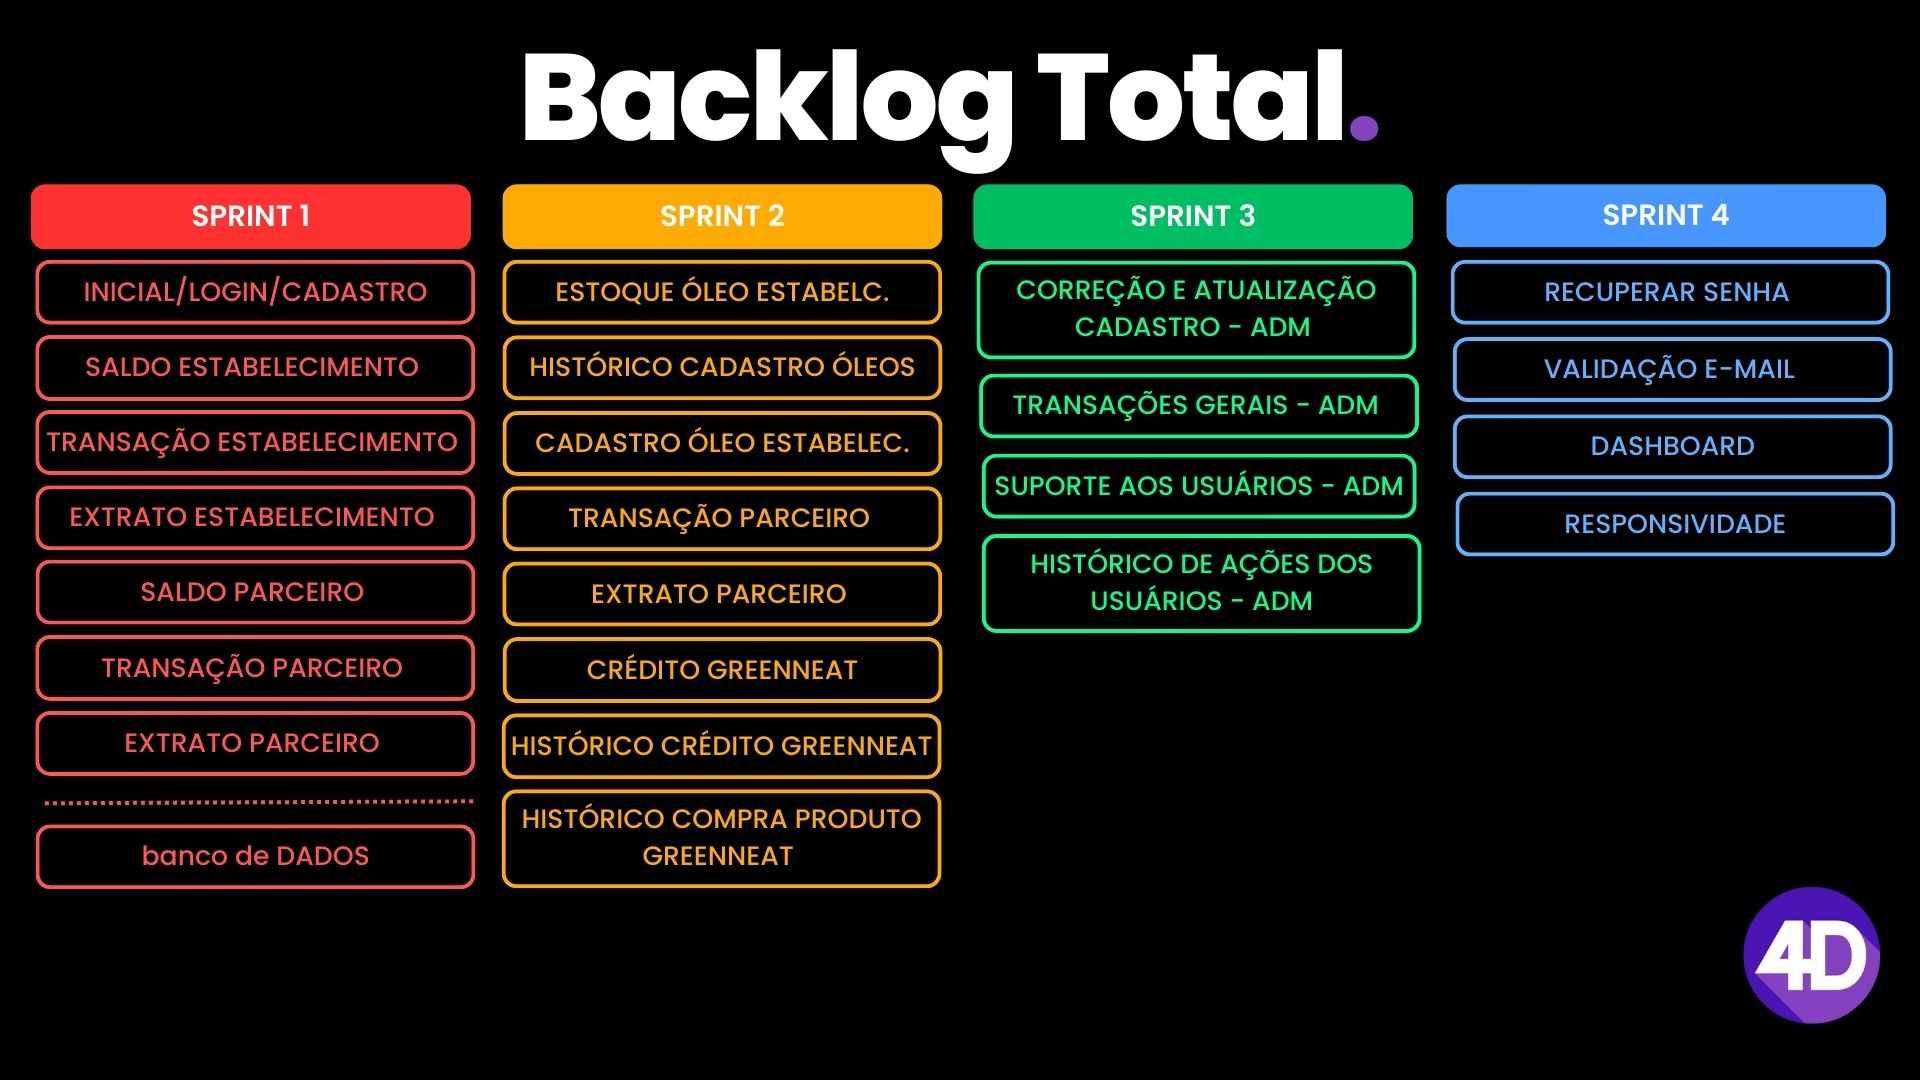 Backlog Total.
SPRINT 1
INICIAL/LOGIN/CADASTRO
SALDO ESTABELECIMENTO
TRANSAÇÃO ESTABELECIMENTO
EXTRATO ESTABELECIMENTO
SALDO PARCEIRO
TRANSAÇÃO PARCEIRO
EXTRATO PARCEIRO
banco de DADOS
SPRINT 2
ESTOQUE ÓLEO ESTABELC.
HISTÓRICO CADASTRO ÓLEOS
CADASTRO ÓLEO ESTABELEC.
TRANSAÇÃO PARCEIRO
EXTRATO PARCEIRO
CRÉDITO GREENNEAT
HISTÓRICO CRÉDITO GREENNEAT
HISTÓRICO COMPRA PRODUTO
GREENNEAT
SPRINT 3
CORREÇÃO E ATUALIZAÇÃO
CADASTRO - ADM
TRANSAÇÕES GERAIS - ADM
SUPORTE AOS USUÁRIOS - ADM
HISTÓRICO DE AÇÕES DOS
USUÁRIOS - ADM
SPRINT 4
RECUPERAR SENHA
VALIDAÇÃO E-MAIL
DASHBOARD
RESPONSIVIDADE
4D